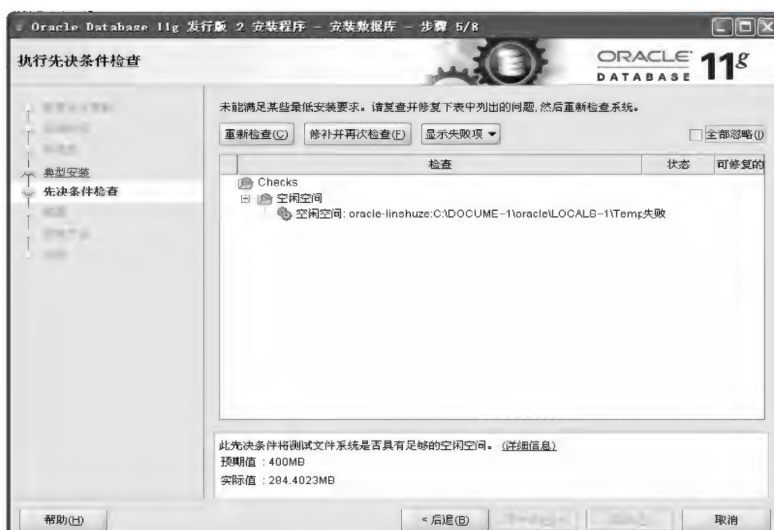 Oracle Database 11g 发行版 2 安装程序 - 安装数据库 - 步骤 5/8
执行先决条件检查
ORACLE
DATABASE
11g
典型安装
先决条件检查
未能满足某些最低安装要求。请复查并修复下表中列出的问题,然后重新检查系统。
重新检查(C)
修补并再次检查(F)
显示失败项
全部忽略(I)
检查 状态 可修复的
Checks
空闲空间
空闲空间: oracle-linshuze:C:\DOCUME~1\oracle\LOCALS~1\Temp 失败
此先决条件将测试文件系统是否具有足够的空闲空间。 (详细信息)
预期值 : 400MB
实际值 : 284.4023MB
帮助(H)
< 后退(B)
取消